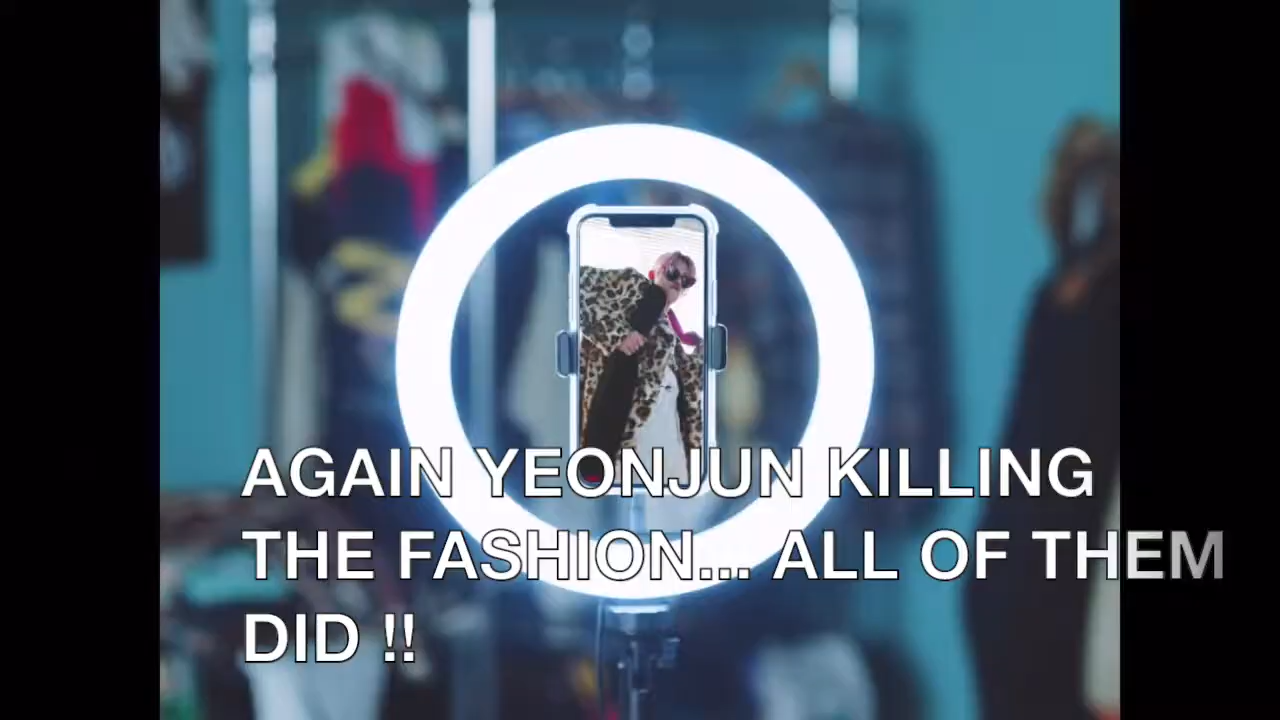 AGAIN YEONJUN KILLING
THE FASHION... ALL OF THEM
DID !!